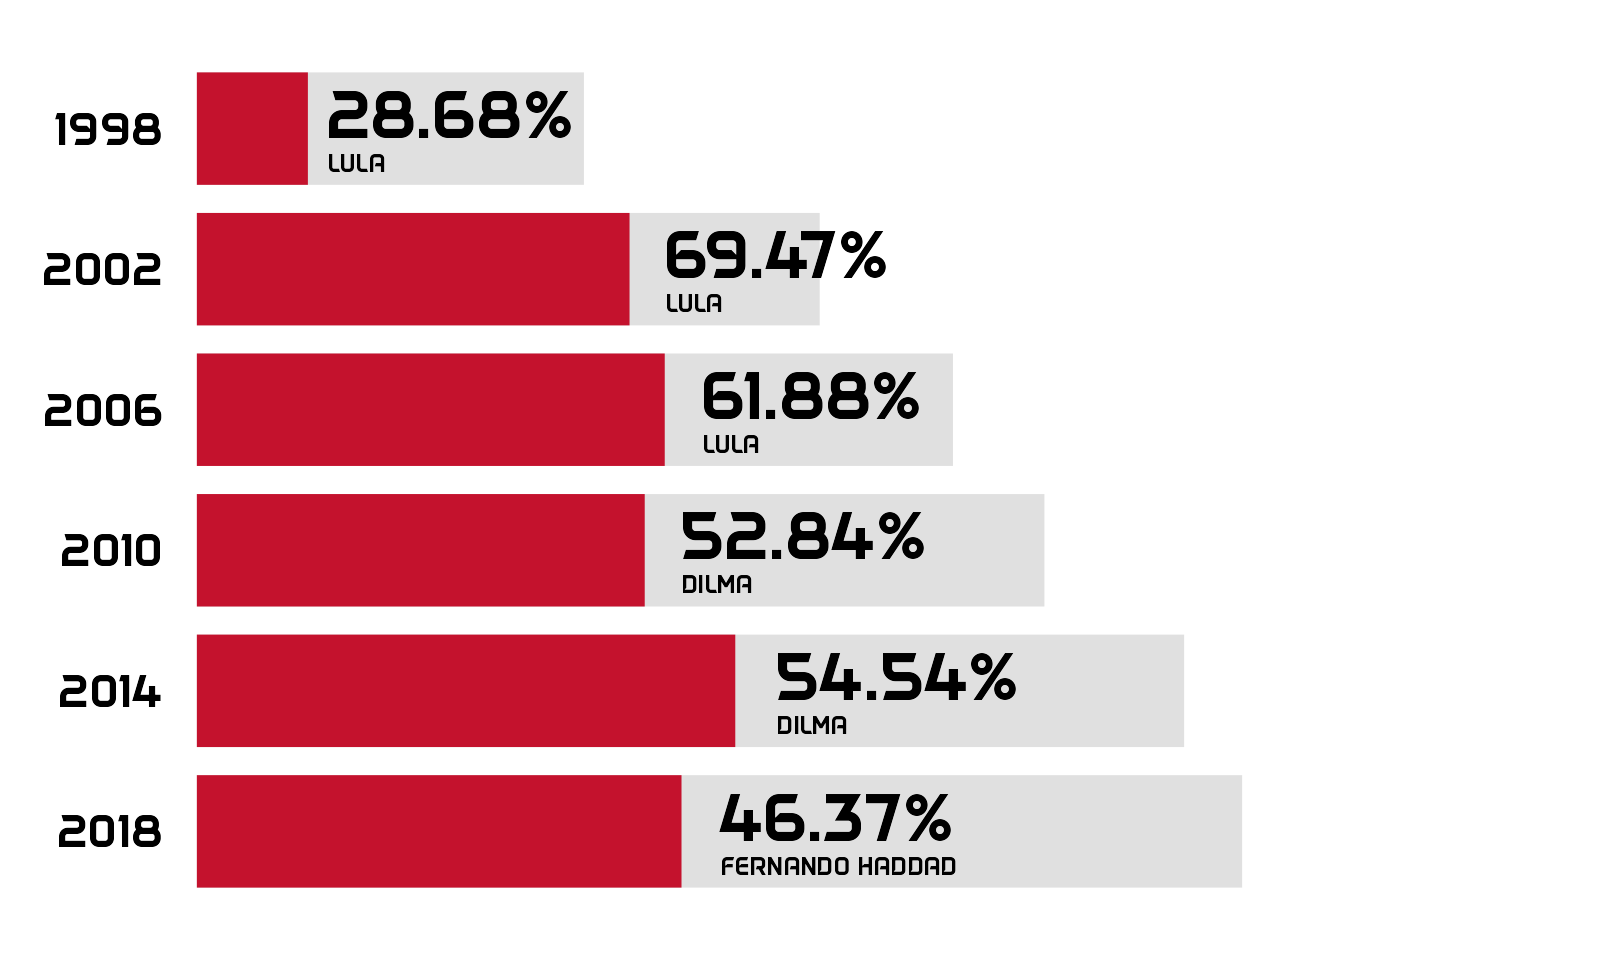 1998
28.68%
LULA
2002
69.47%
LULA
2006
61.88%
LULA
2010
52.84%
DILMA
2014
54.54%
DILMA
2018
46.37%
FERNANDO HADDAD